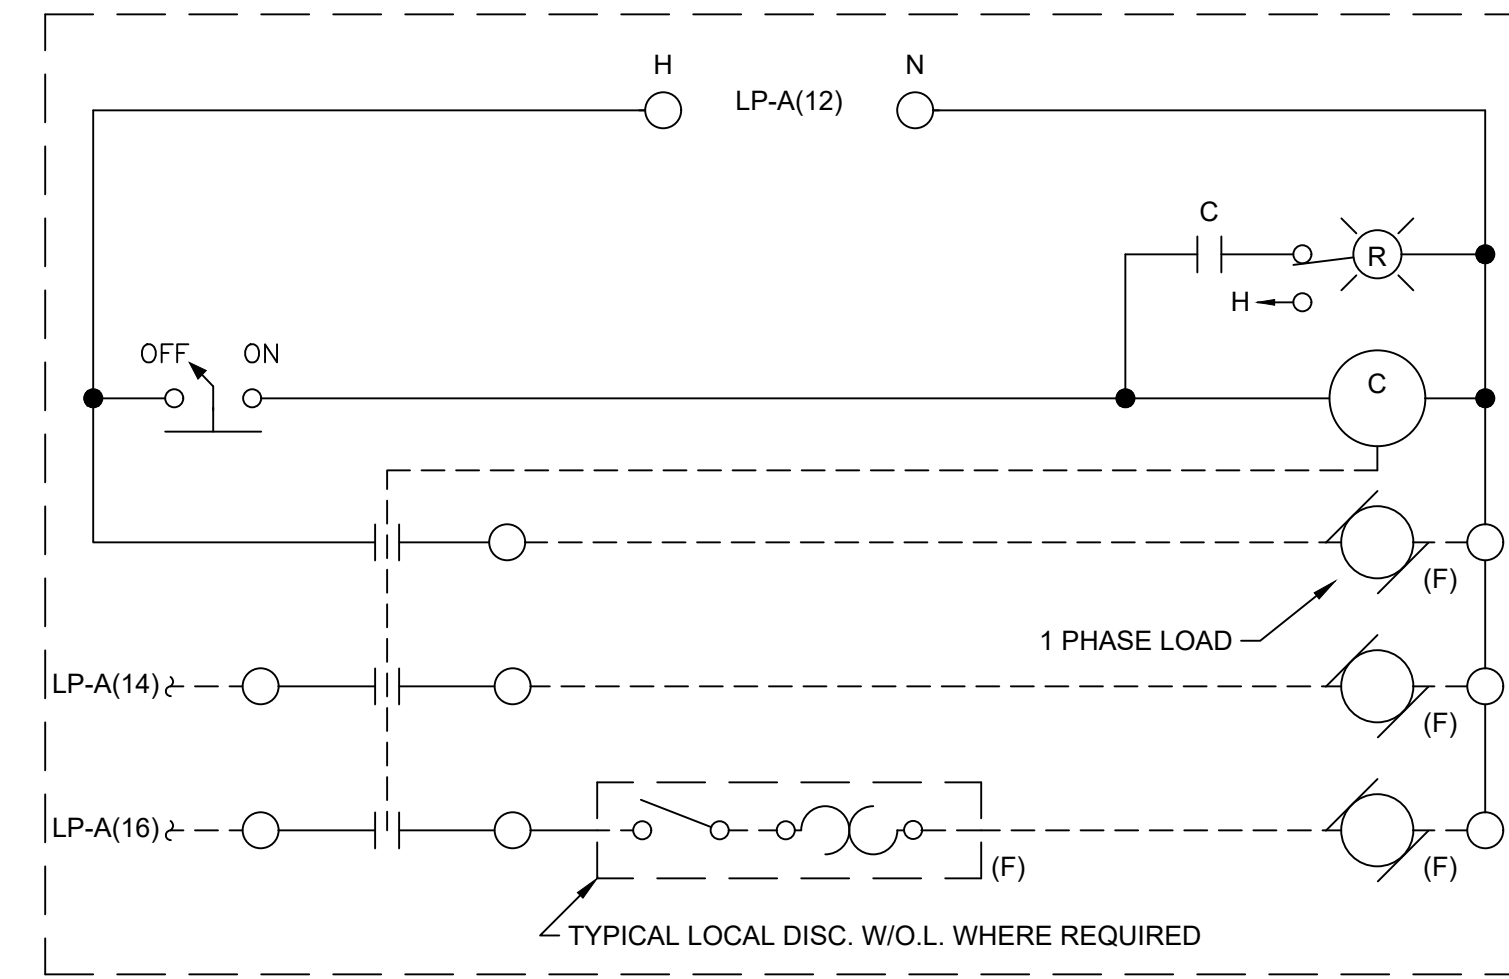 H N
LP-A(12)
C
R
H
OFF ON
C
(F)
1 PHASE LOAD
LP-A(14)
(F)
LP-A(16)
(F) (F)
TYPICAL LOCAL DISC. W/O.L. WHERE REQUIRED